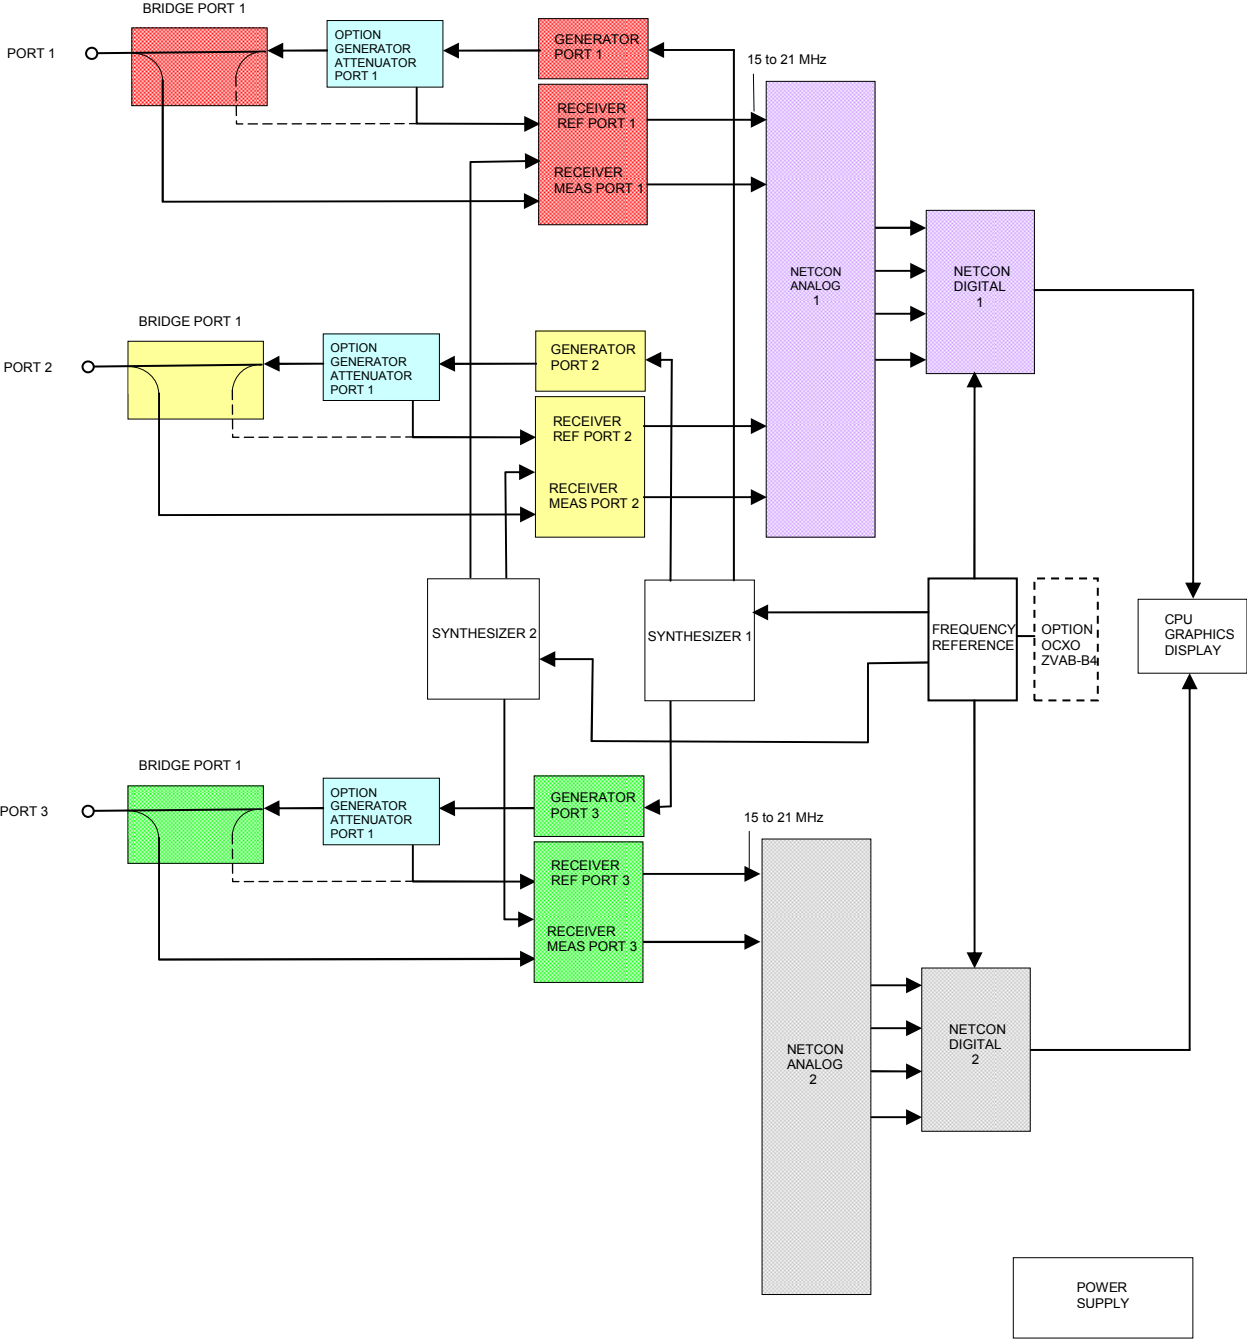 BRIDGE PORT 1
PORT 1
OPTION
GENERATOR
ATTENUATOR
PORT 1
GENERATOR
PORT 1
15 to 21 MHz
RECEIVER
REF PORT 1
RECEIVER
MEAS PORT 1
NETCON
ANALOG
1
NETCON
DIGITAL
1
BRIDGE PORT 1
PORT 2
OPTION
GENERATOR
ATTENUATOR
PORT 1
GENERATOR
PORT 2
RECEIVER
REF PORT 2
RECEIVER
MEAS PORT 2
SYNTHESIZER 2
SYNTHESIZER 1
FREQUENCY
REFERENCE
OPTION
OCXO
ZVAB-B4
CPU
GRAPHICS
DISPLAY
BRIDGE PORT 1
PORT 3
OPTION
GENERATOR
ATTENUATOR
PORT 1
GENERATOR
PORT 3
15 to 21 MHz
RECEIVER
REF PORT 3
RECEIVER
MEAS PORT 3
NETCON
ANALOG
2
NETCON
DIGITAL
2
POWER
SUPPLY